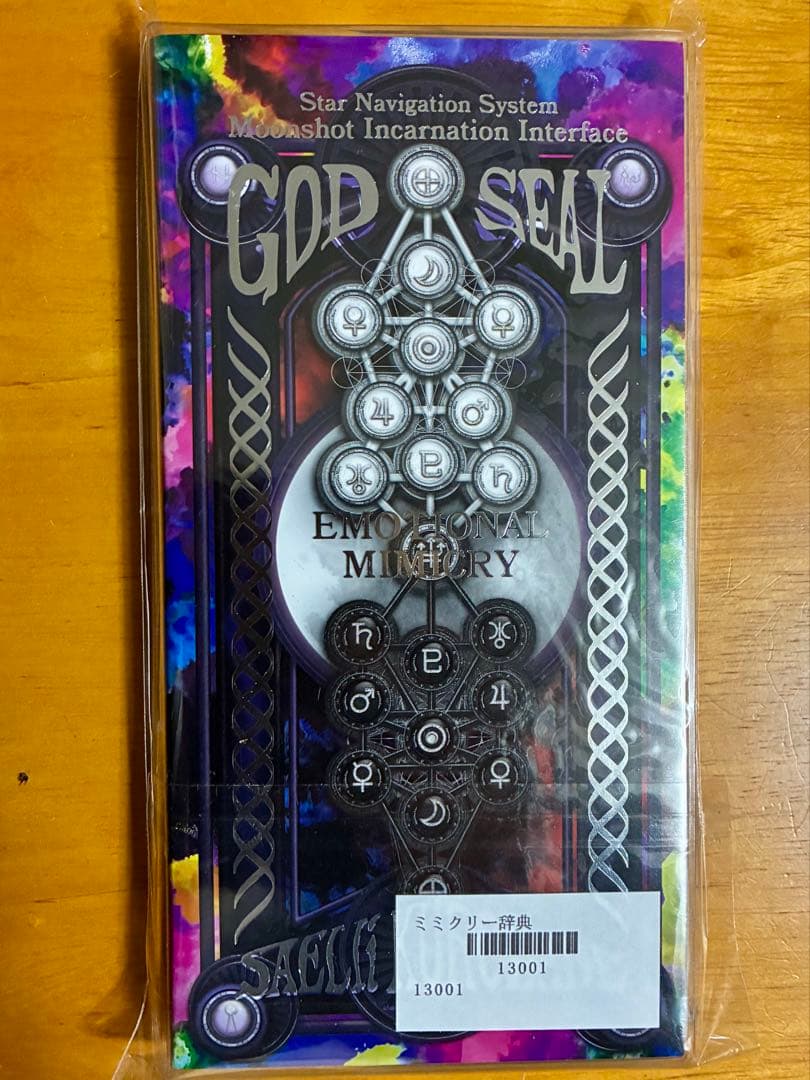 Star Navigation System
Moonshot Incarnation Interface
GOD SEAL
EMOTIONAL
MIMICRY
SAELIi
ミミクリー辞典
13001
13001